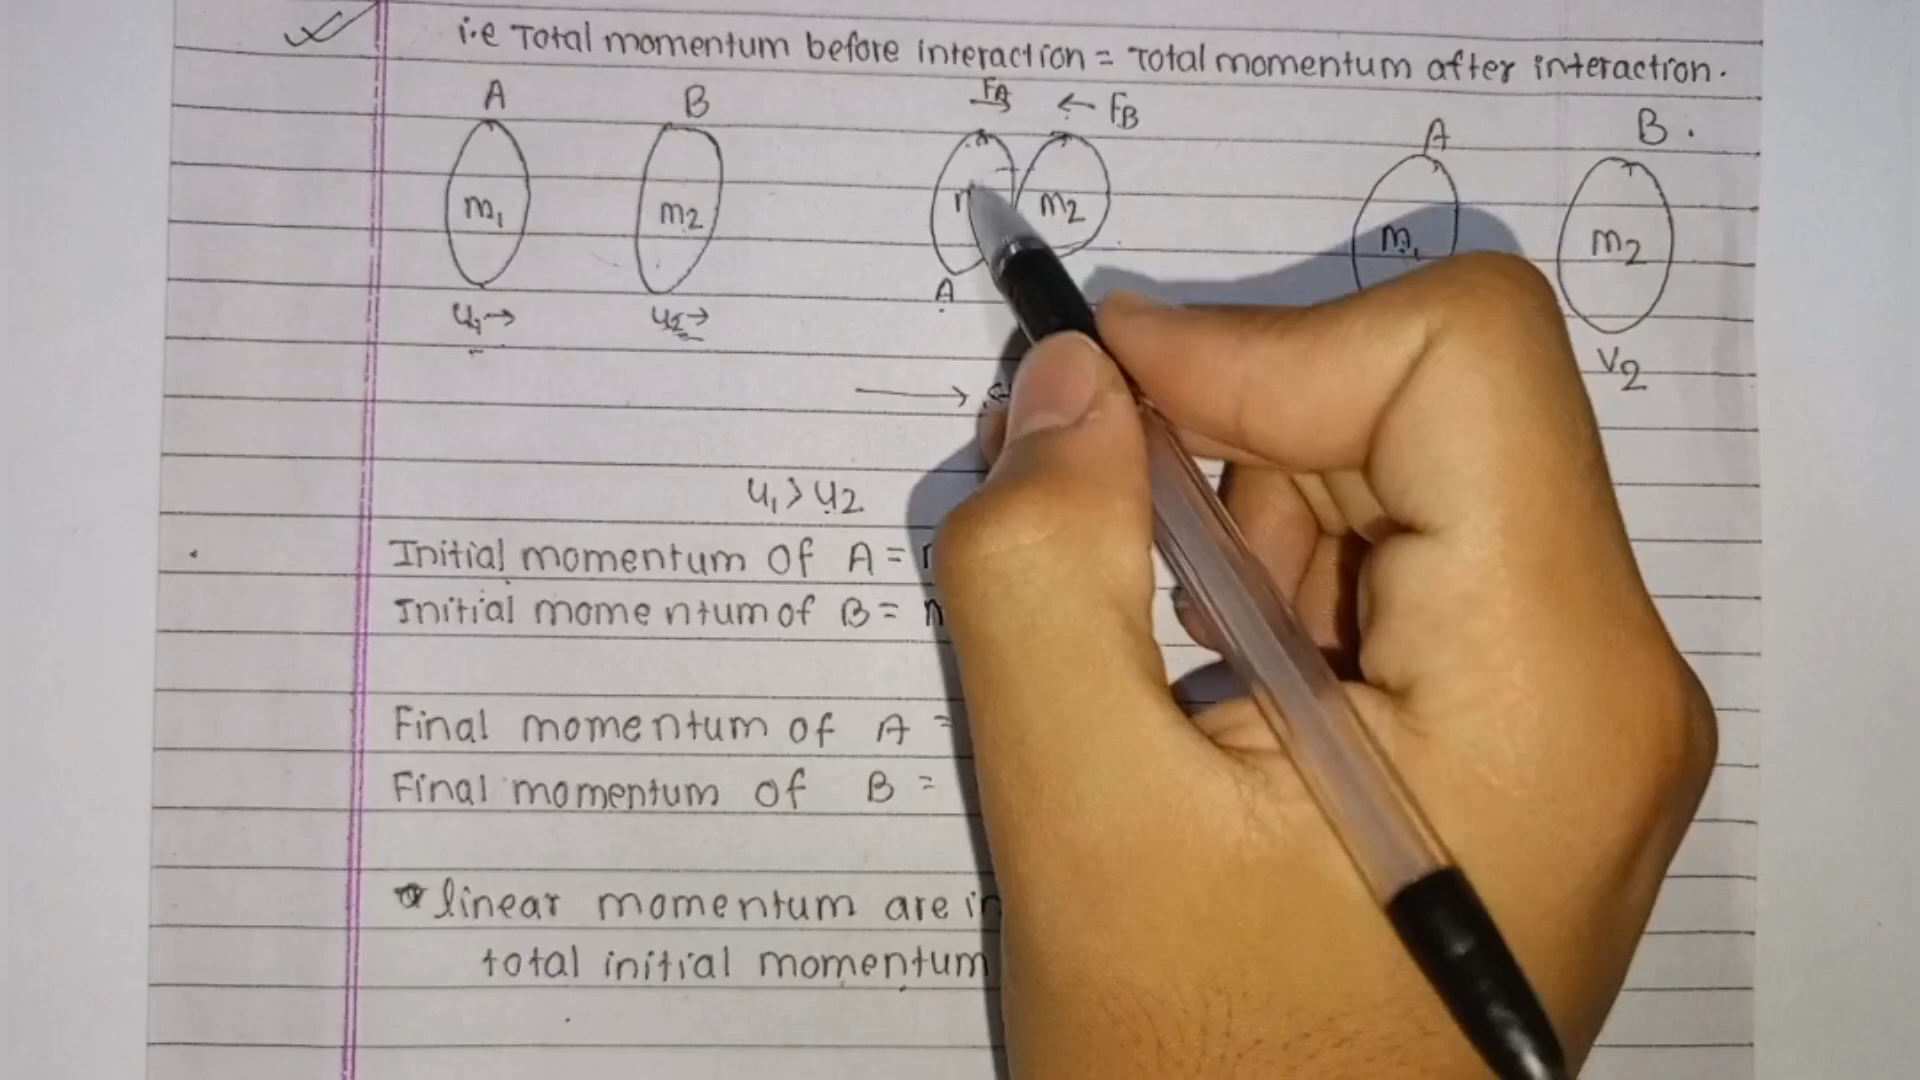 i.e Total momentum before interaction = Total momentum after interaction.
A B FA ← FB A B .
m1 m2 m2 m1 m2
A
u1→ u2→ V2
→
u1 > u2
Initial momentum of A =
Initial momentum of B =
Final momentum of A =
Final momentum of B =
linear momentum are
total initial momentum